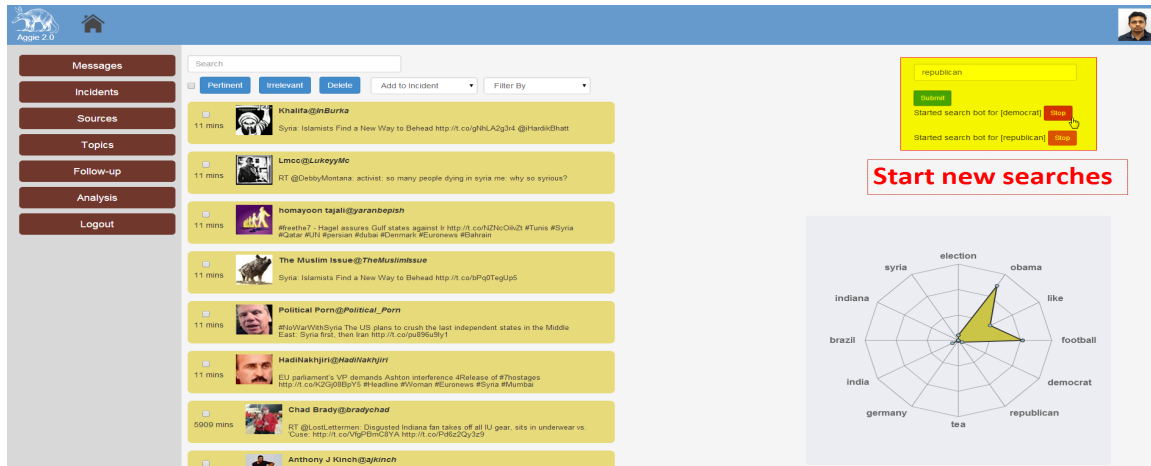 Aggie 2.0
Messages
Incidents
Sources
Topics
Follow-up
Analysis
Logout
Search
Pertinent Irrelevant Delete Add to Incident Filter By
Khalifa@InBurka
11 mins
Syria: Islamists Find a New Way to Behead http://t.co/gNhLA2g3r4 @iHardikBhatt
Lmcc@LukeyyMc
11 mins
RT @DebbyMontana: activist: so many people dying in syria me: why so syrious?
homayoon tajali@yaranbepish
11 mins
#freethe7 - Hagel assures Gulf states against Ir http://t.co/NZNcOilvZt #Tunis #Syria
#Qatar #UN #persian #dubai #Denmark #Euronews #Bahrain
The Muslim Issue@TheMuslimIssue
11 mins
Syria: Islamists Find a New Way to Behead http://t.co/bPq0TegUp5
Political Porn@Political_Porn
11 mins
#NoWarWithSyria The US plans to crush the last independent states in the Middle
East: Syria first, then Iran http://t.co/pu896u9ly1
HadiNakhjiri@HadiNakhjiri
11 mins
EU parliament's VP demands Ashton interference 4Release of #7hostages
http://t.co/K2Gj08BpY5 #Headline #Woman #Euronews #Syria #Mumbai
Chad Brady@bradychad
5909 mins
RT @LostLettermen: Disgusted Indiana fan takes off all IU gear, sits in underwear vs.
'Cuse: http://t.co/VfgPBmC8YA http://t.co/Pd6z2Qy3z9
Anthony J Kinch@ajkinch
republican
Submit
Started search bot for [democrat] Stop
Started search bot for [republican] Stop
Start new searches
election
obama
like
football
democrat
republican
tea
germany
india
brazil
indiana
syria